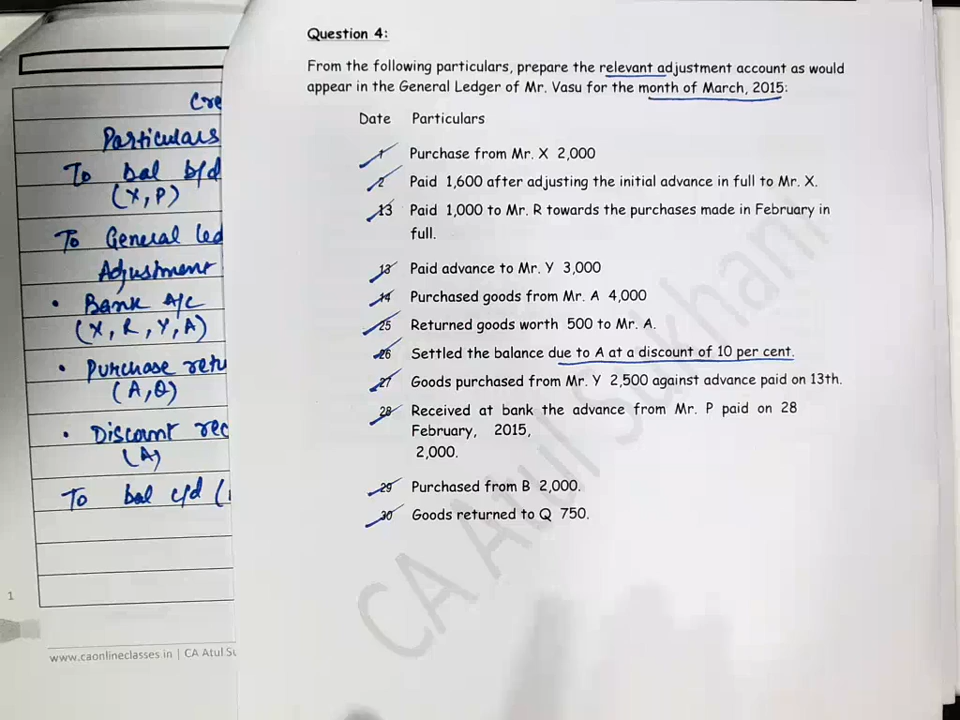 Cre
Particulars
To bal b/d
(X, P)
To General Led
Adjustment
• Bank A/c
(X, R, Y, A)
• Purchase retu
(A, Q)
• Discount rec
(A)
To bal c/d (
1
www.caonlineclasses.in | CA Atul Su
Question 4:
From the following particulars, prepare the relevant adjustment account as would
appear in the General Ledger of Mr. Vasu for the month of March, 2015:
Date Particulars
1 Purchase from Mr. X 2,000
2 Paid 1,600 after adjusting the initial advance in full to Mr. X.
13 Paid 1,000 to Mr. R towards the purchases made in February in
full.
13 Paid advance to Mr. Y 3,000
14 Purchased goods from Mr. A 4,000
25 Returned goods worth 500 to Mr. A.
26 Settled the balance due to A at a discount of 10 per cent.
27 Goods purchased from Mr. Y 2,500 against advance paid on 13th.
28 Received at bank the advance from Mr. P paid on 28
February, 2015,
2,000.
29 Purchased from B 2,000.
30 Goods returned to Q 750.
CA Atul Sukhani